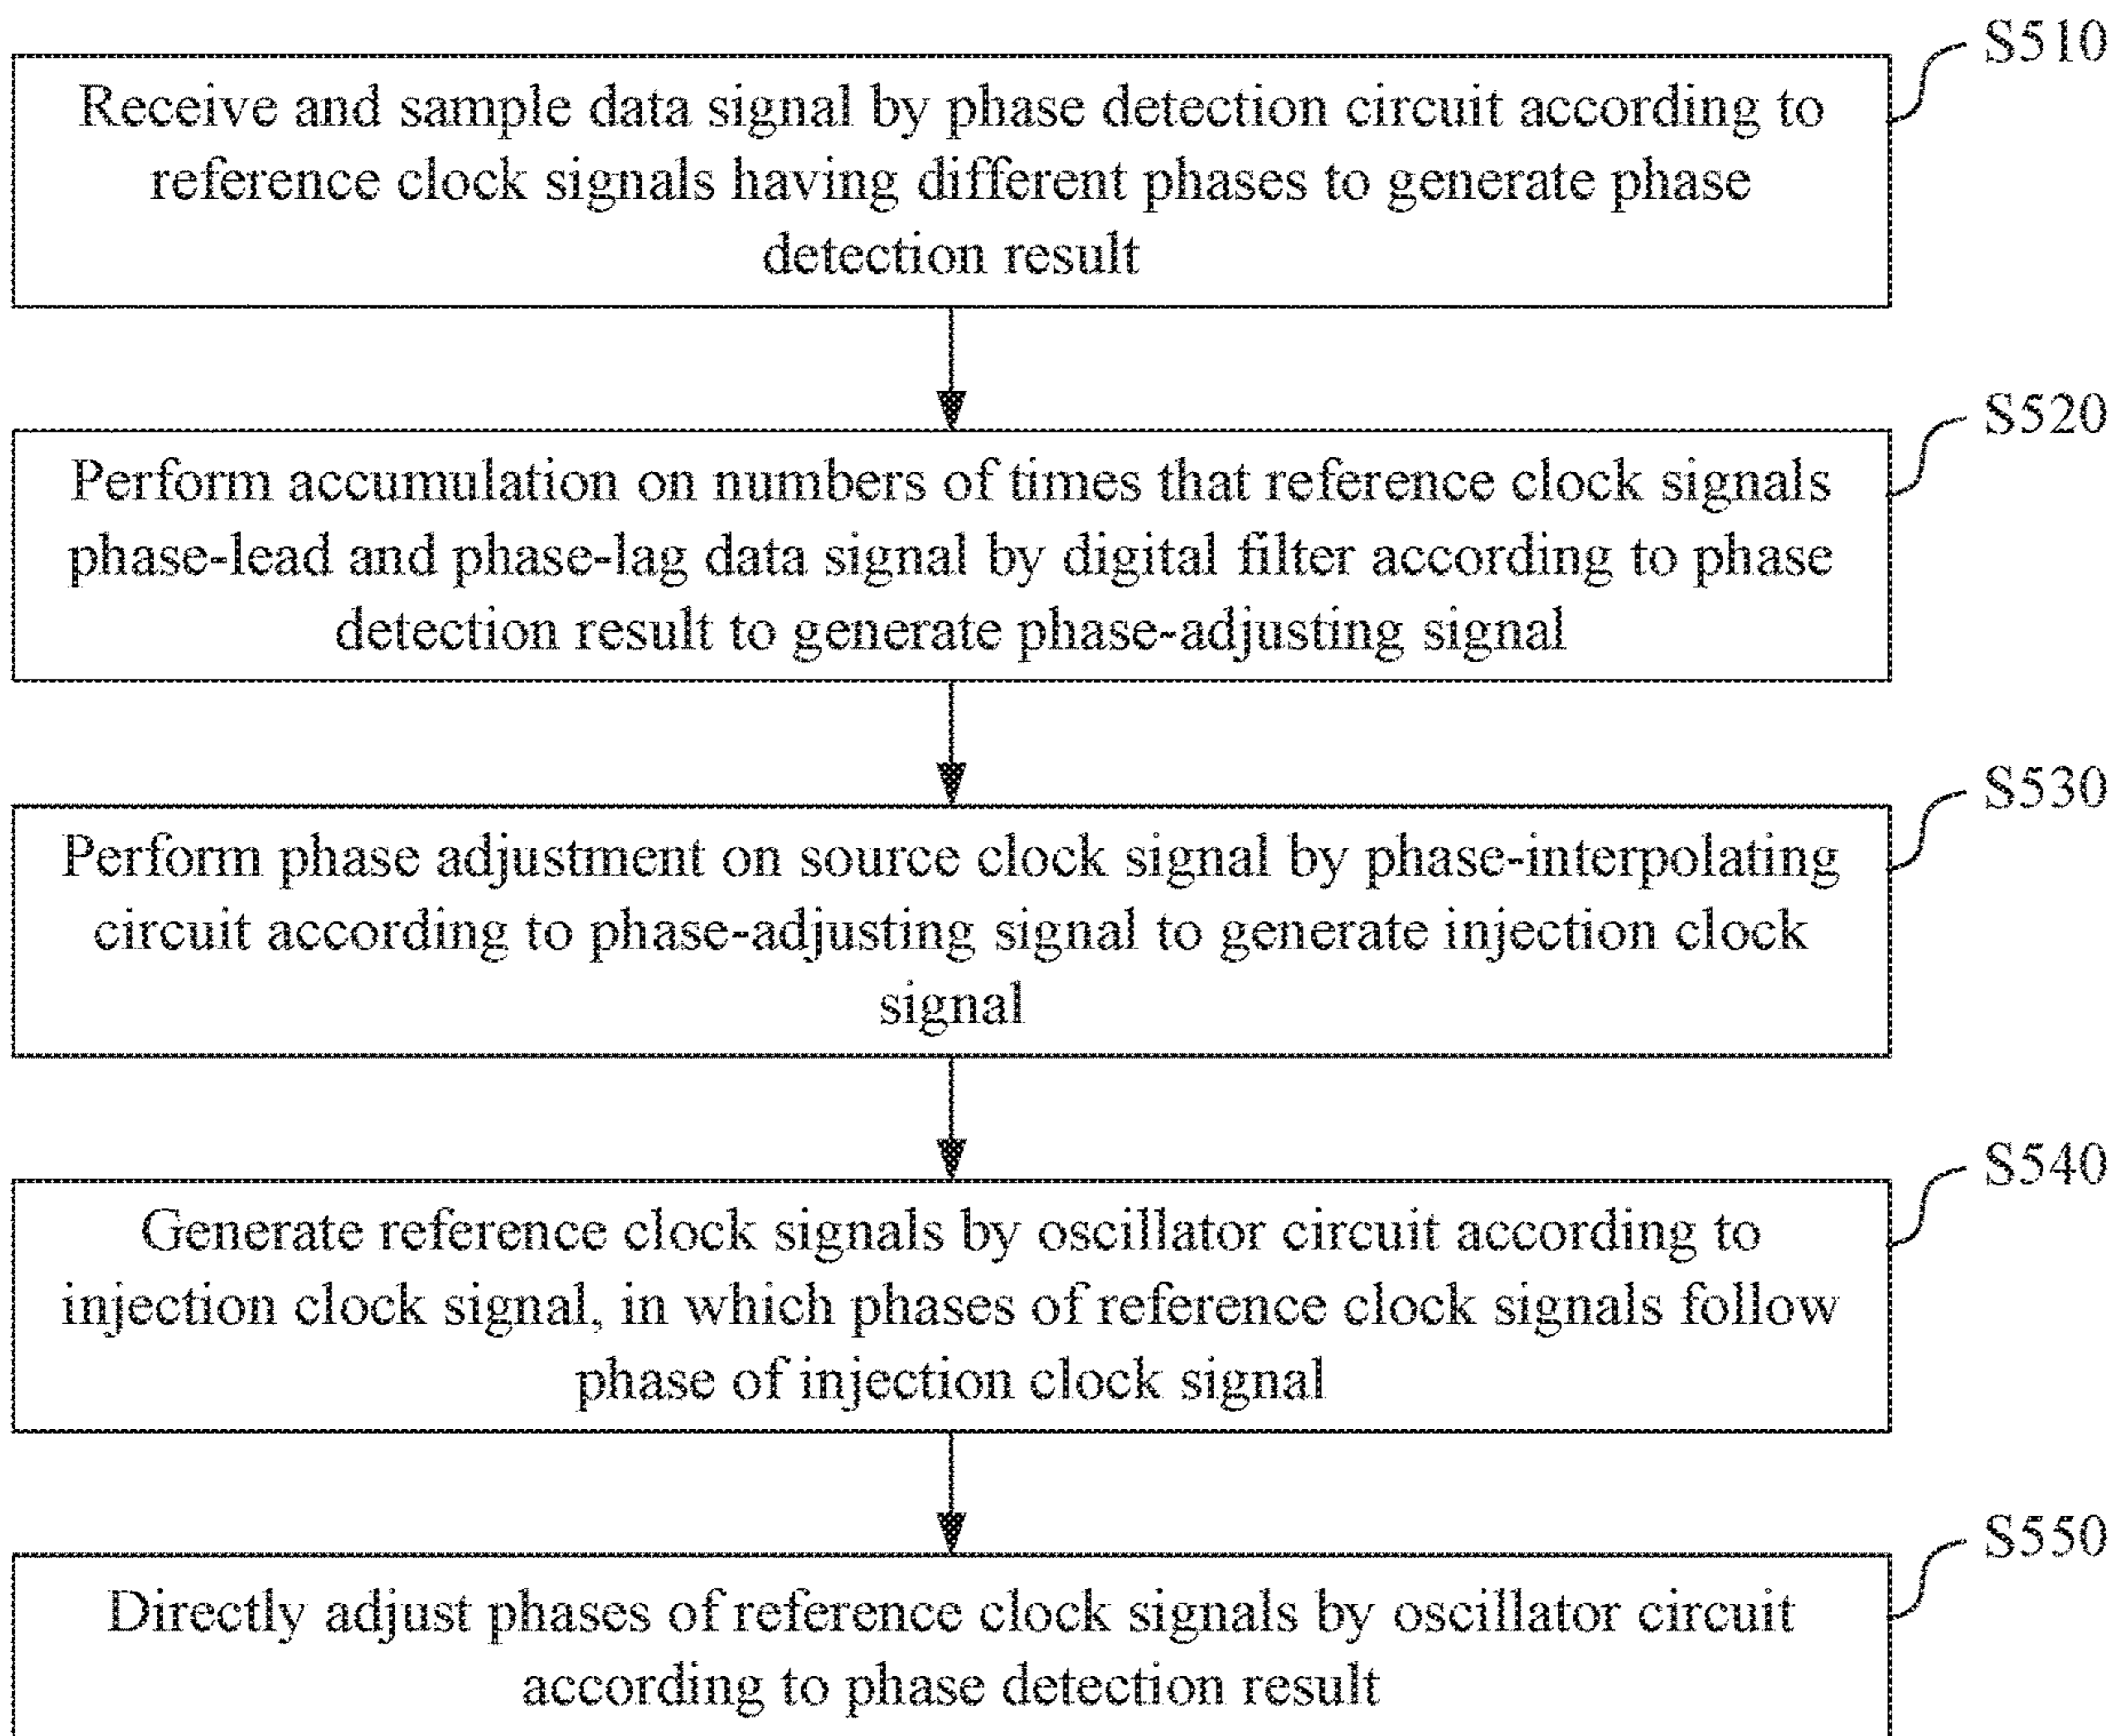 S510
Receive and sample data signal by phase detection circuit according to
reference clock signals having different phases to generate phase
detection result
S520
Perform accumulation on numbers of times that reference clock signals
phase-lead and phase-lag data signal by digital filter according to phase
detection result to generate phase-adjusting signal
S530
Perform phase adjustment on source clock signal by phase-interpolating
circuit according to phase-adjusting signal to generate injection clock
signal
S540
Generate reference clock signals by oscillator circuit according to
injection clock signal, in which phases of reference clock signals follow
phase of injection clock signal
S550
Directly adjust phases of reference clock signals by oscillator circuit
according to phase detection result